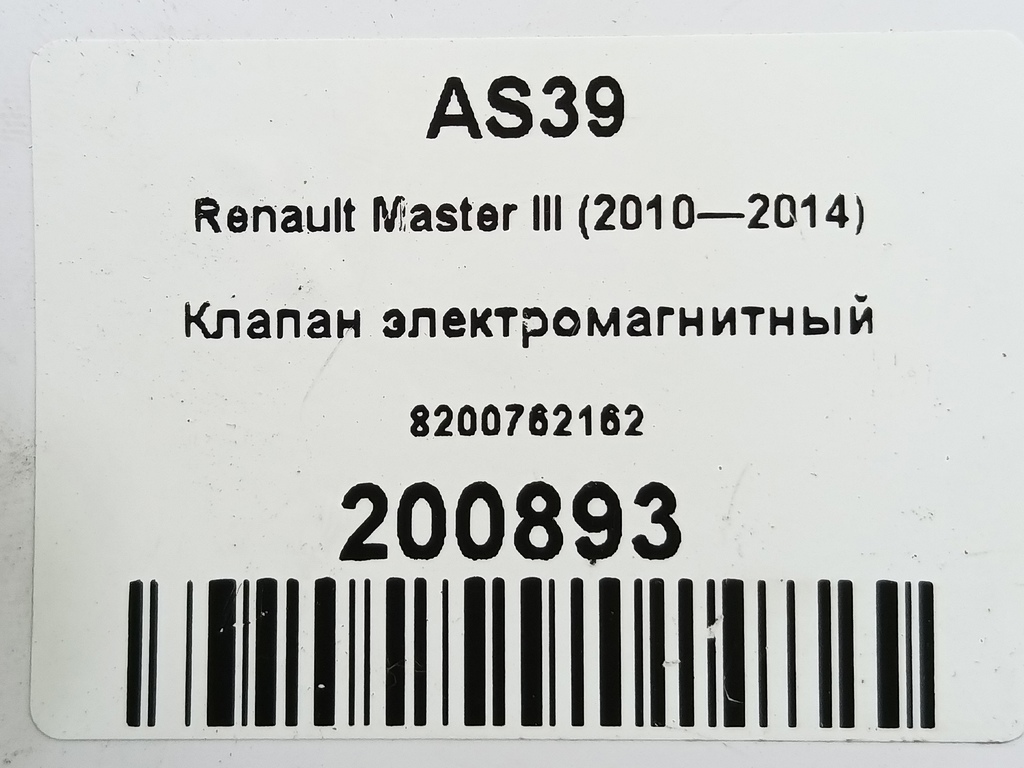 AS39
Renault Master III (2010—2014)
Клапан электромагнитный
8200762162
200893